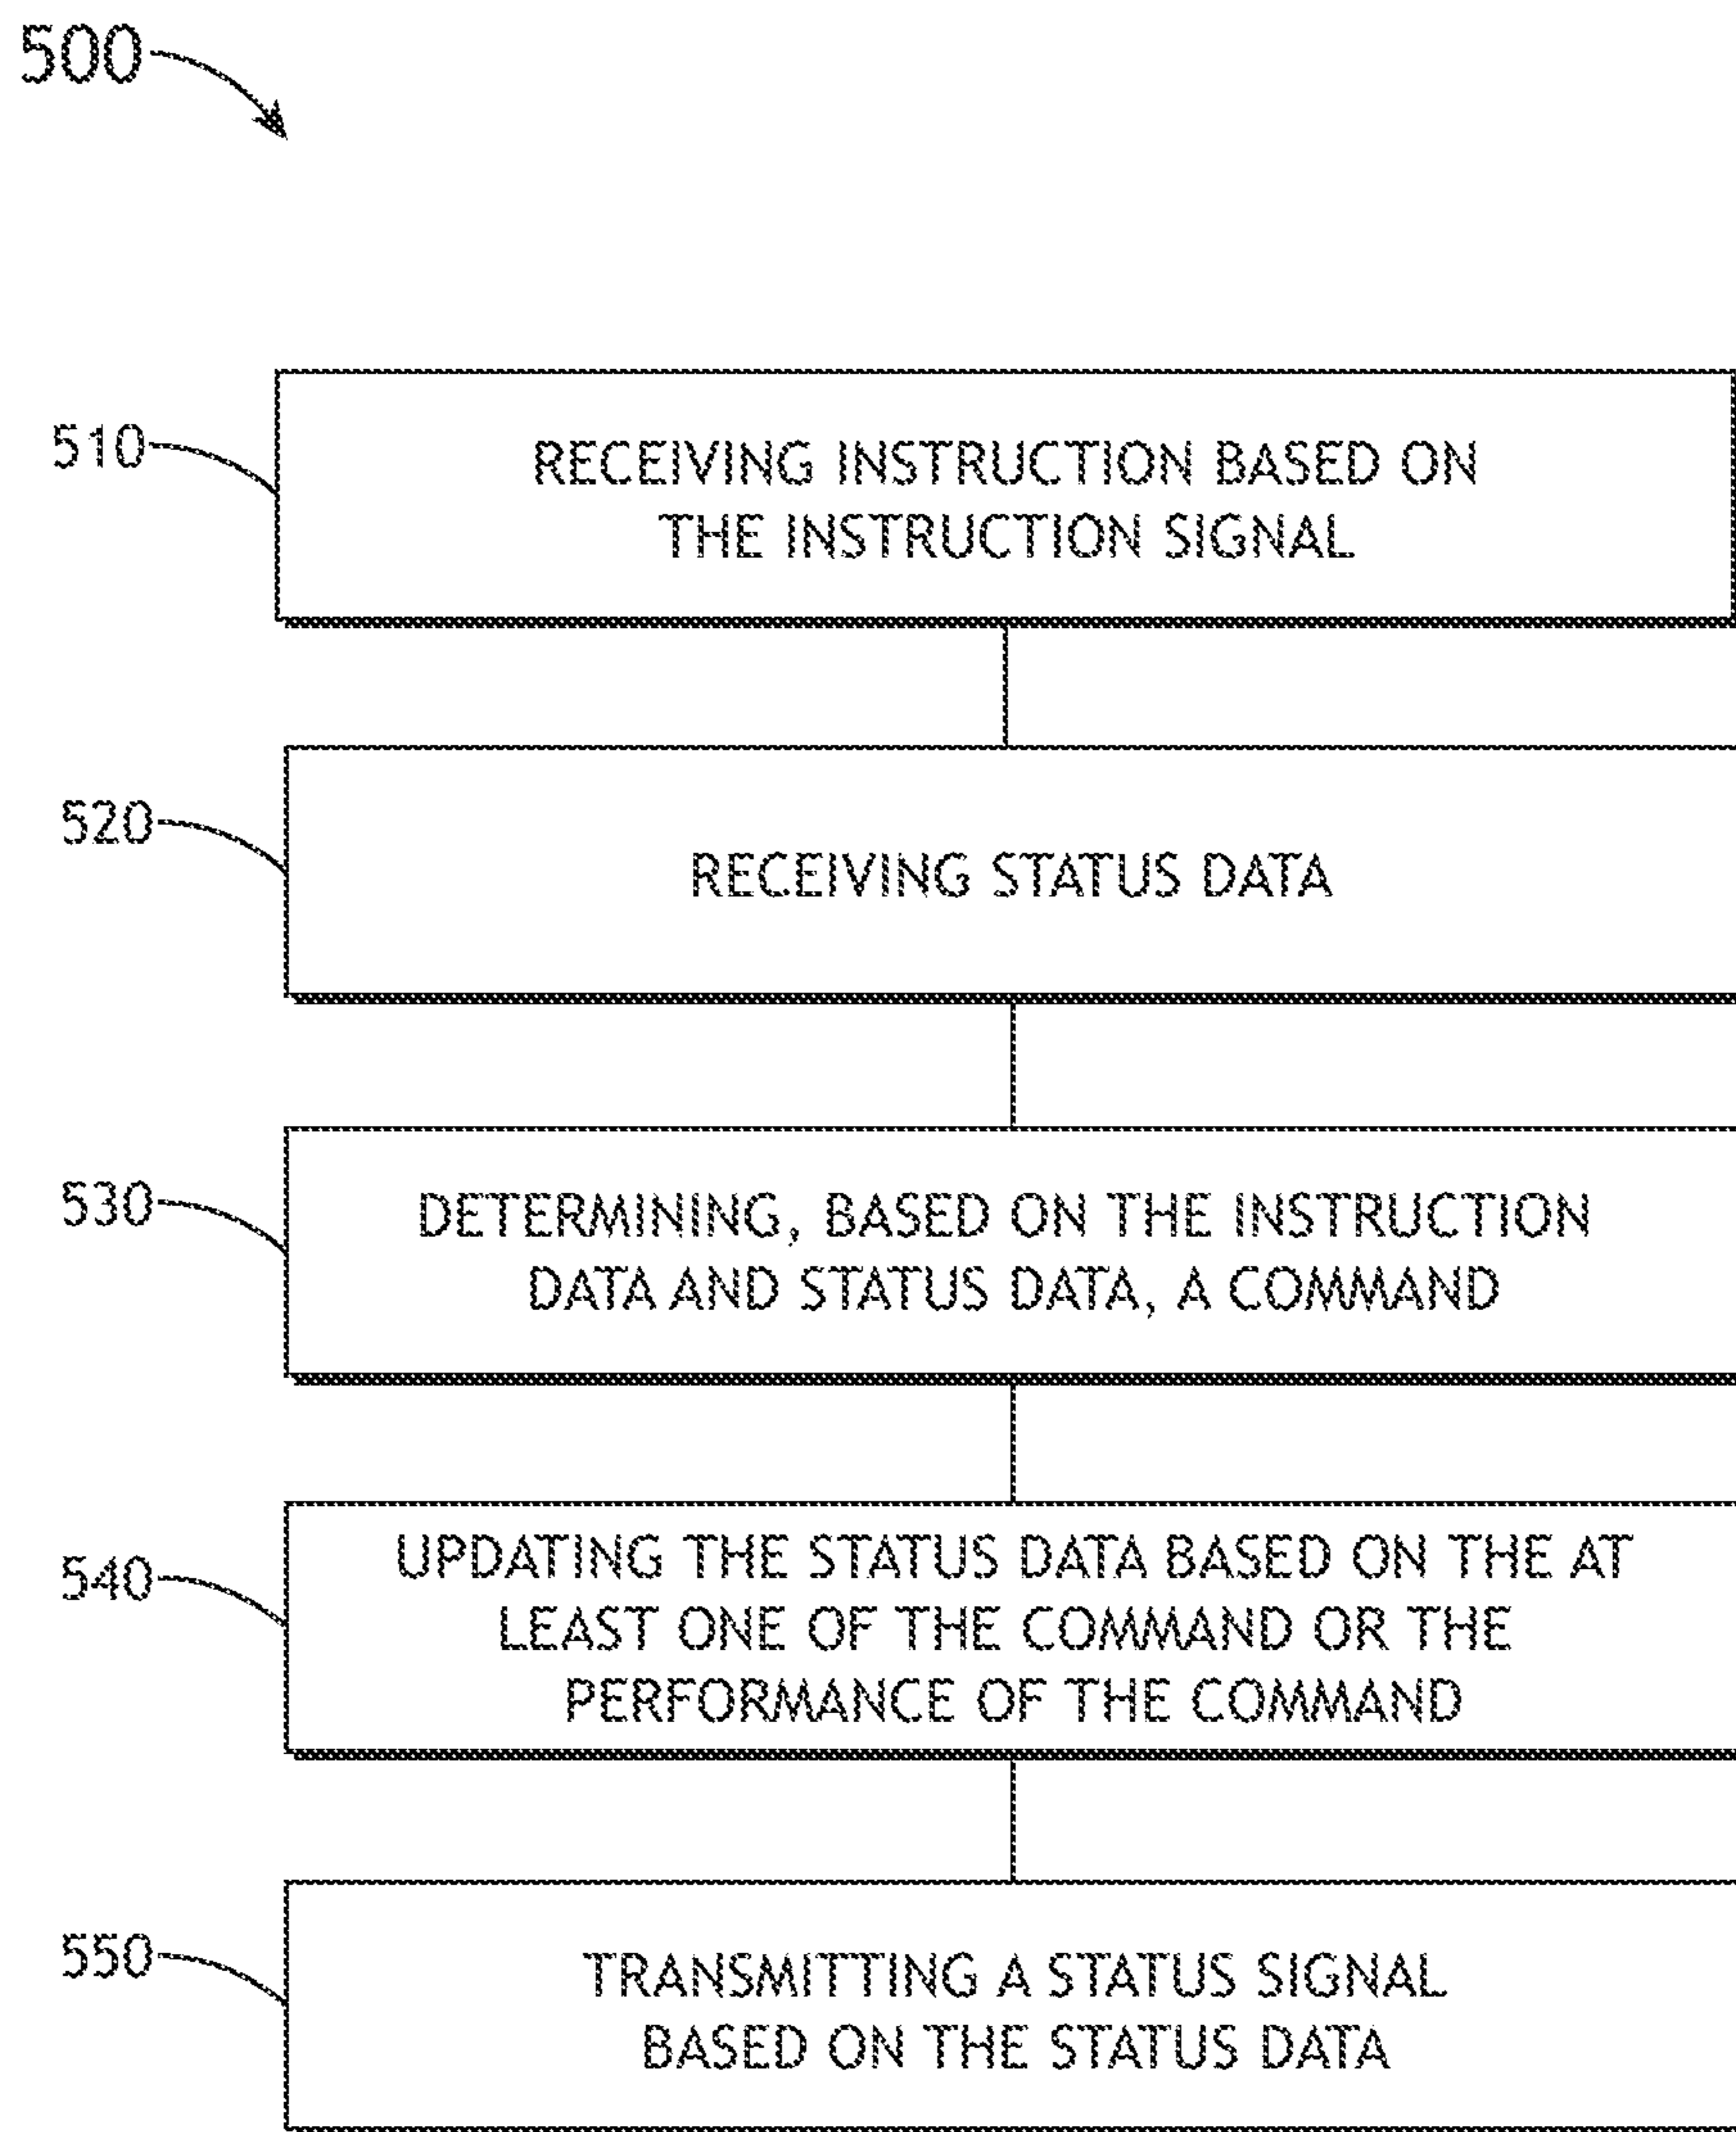 500
510
RECEIVING INSTRUCTION BASED ON
THE INSTRUCTION SIGNAL
520
RECEIVING STATUS DATA
530
DETERMINING, BASED ON THE INSTRUCTION
DATA AND STATUS DATA, A COMMAND
540
UPDATING THE STATUS DATA BASED ON THE AT
LEAST ONE OF THE COMMAND OR THE
PERFORMANCE OF THE COMMAND
550
TRANSMITTING A STATUS SIGNAL
BASED ON THE STATUS DATA